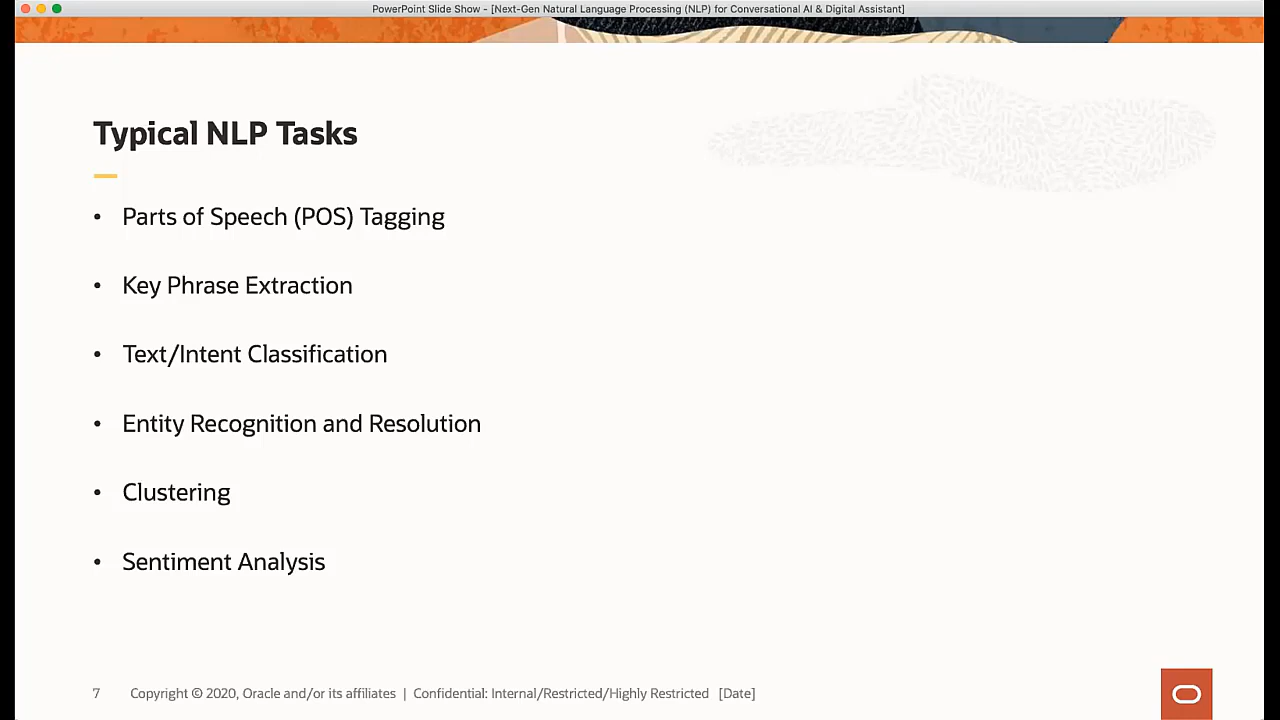 PowerPoint Slide Show - [Next-Gen Natural Language Processing (NLP) for Conversational AI & Digital Assistant]
Typical NLP Tasks
• Parts of Speech (POS) Tagging
• Key Phrase Extraction
• Text/Intent Classification
• Entity Recognition and Resolution
• Clustering
• Sentiment Analysis
7 Copyright © 2020, Oracle and/or its affiliates | Confidential: Internal/Restricted/Highly Restricted [Date]